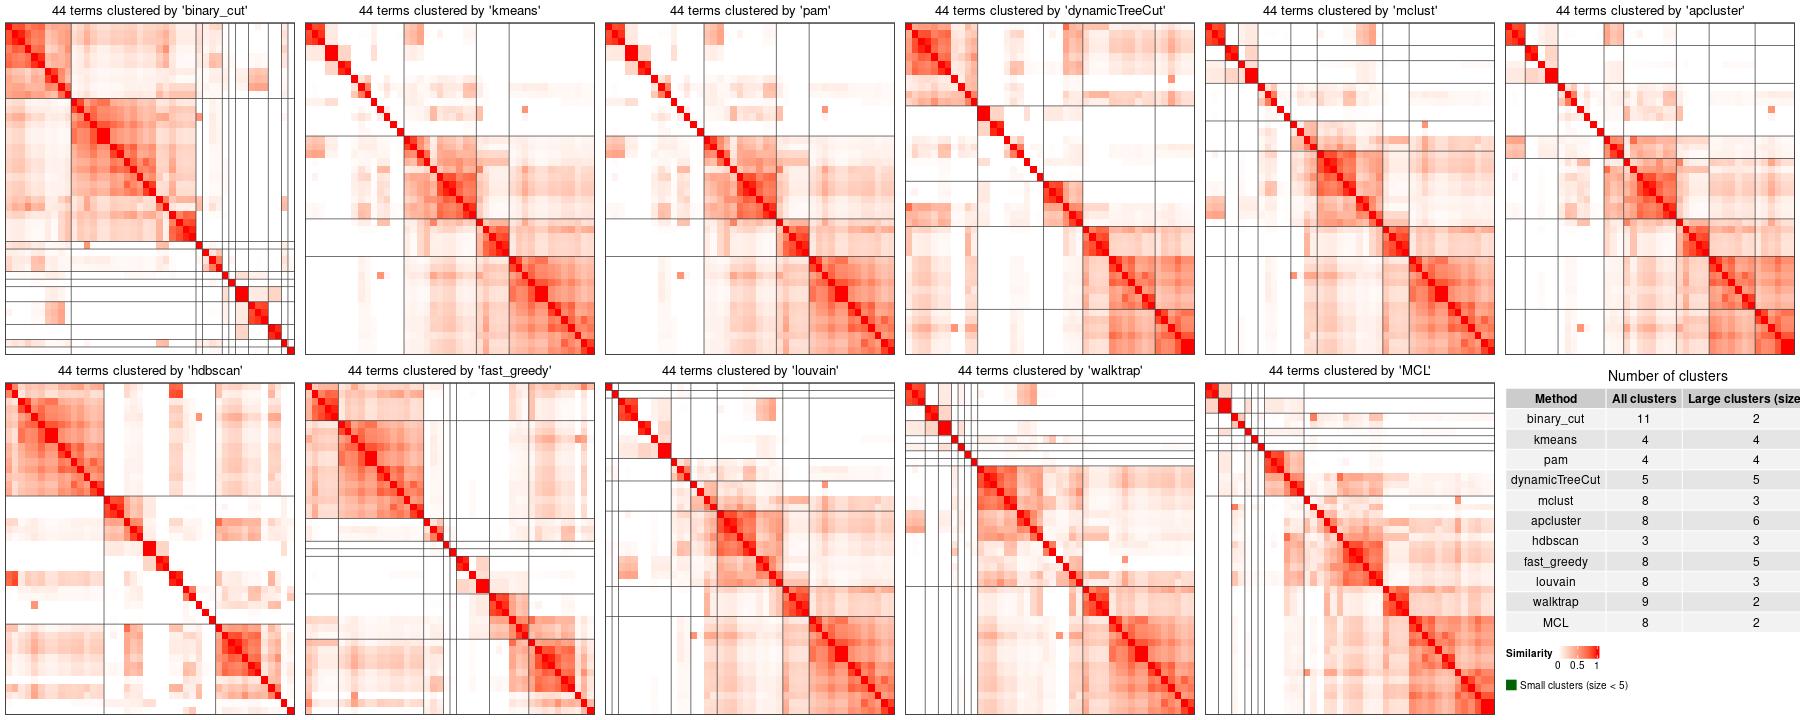 44 terms clustered by 'binary_cut'
44 terms clustered by 'kmeans'
44 terms clustered by 'pam'
44 terms clustered by 'dynamicTreeCut'
44 terms clustered by 'mclust'
44 terms clustered by 'apcluster'
44 terms clustered by 'hdbscan'
44 terms clustered by 'fast_greedy'
44 terms clustered by 'louvain'
44 terms clustered by 'walktrap'
44 terms clustered by 'MCL'
Number of clusters
Method All clusters Large clusters (size
binary_cut 11 2
kmeans 4 4
pam 4 4
dynamicTreeCut 5 5
mclust 8 3
apcluster 8 6
hdbscan 3 3
fast_greedy 8 5
louvain 8 3
walktrap 9 2
MCL 8 2
Similarity
0 0.5 1
Small clusters (size < 5)